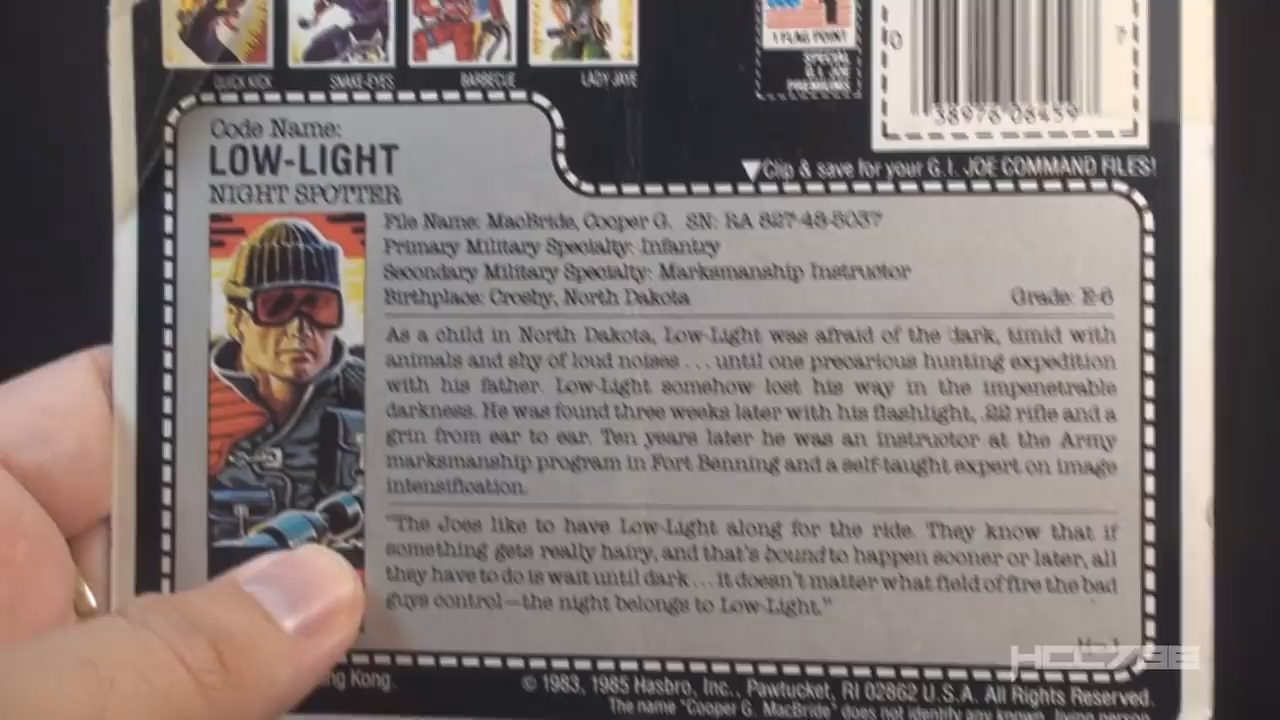 QUICK KICK
SNAKE-EYES
BARBECUE
LADY JAYE
1 FLAG POINT
SPECIAL
G.I. JOE
PREMIUMS
0
7
38976 06439
▼Clip & save for your G.I. JOE COMMAND FILES!
Code Name:
LOW-LIGHT
NIGHT SPOTTER
File Name: MacBride, Cooper G. SN: RA 827-48-5037
Primary Military Specialty: Infantry
Secondary Military Specialty: Marksmanship Instructor
Birthplace: Crosby, North Dakota Grade: E-6
As a child in North Dakota, Low-Light was afraid of the dark, timid with
animals and shy of loud noises . . . until one precarious hunting expedition
with his father. Low-Light somehow lost his way in the impenetrable
darkness. He was found three weeks later with his flashlight, .22 rifle and a
grin from ear to ear. Ten years later he was an instructor at the Army
marksmanship program in Fort Benning and a self-taught expert on image
intensification.
"The Joes like to have Low-Light along for the ride. They know that if
something gets really hairy, and that's bound to happen sooner or later, all
they have to do is wait until dark . . . it doesn't matter what field of fire the bad
guys control—the night belongs to Low-Light."
HCC788
ng Kong.
© 1983, 1985 Hasbro, Inc., Pawtucket, RI 02862 U.S.A. All Rights Reserved.
The name "Cooper G. MacBride" does not identify any known, living